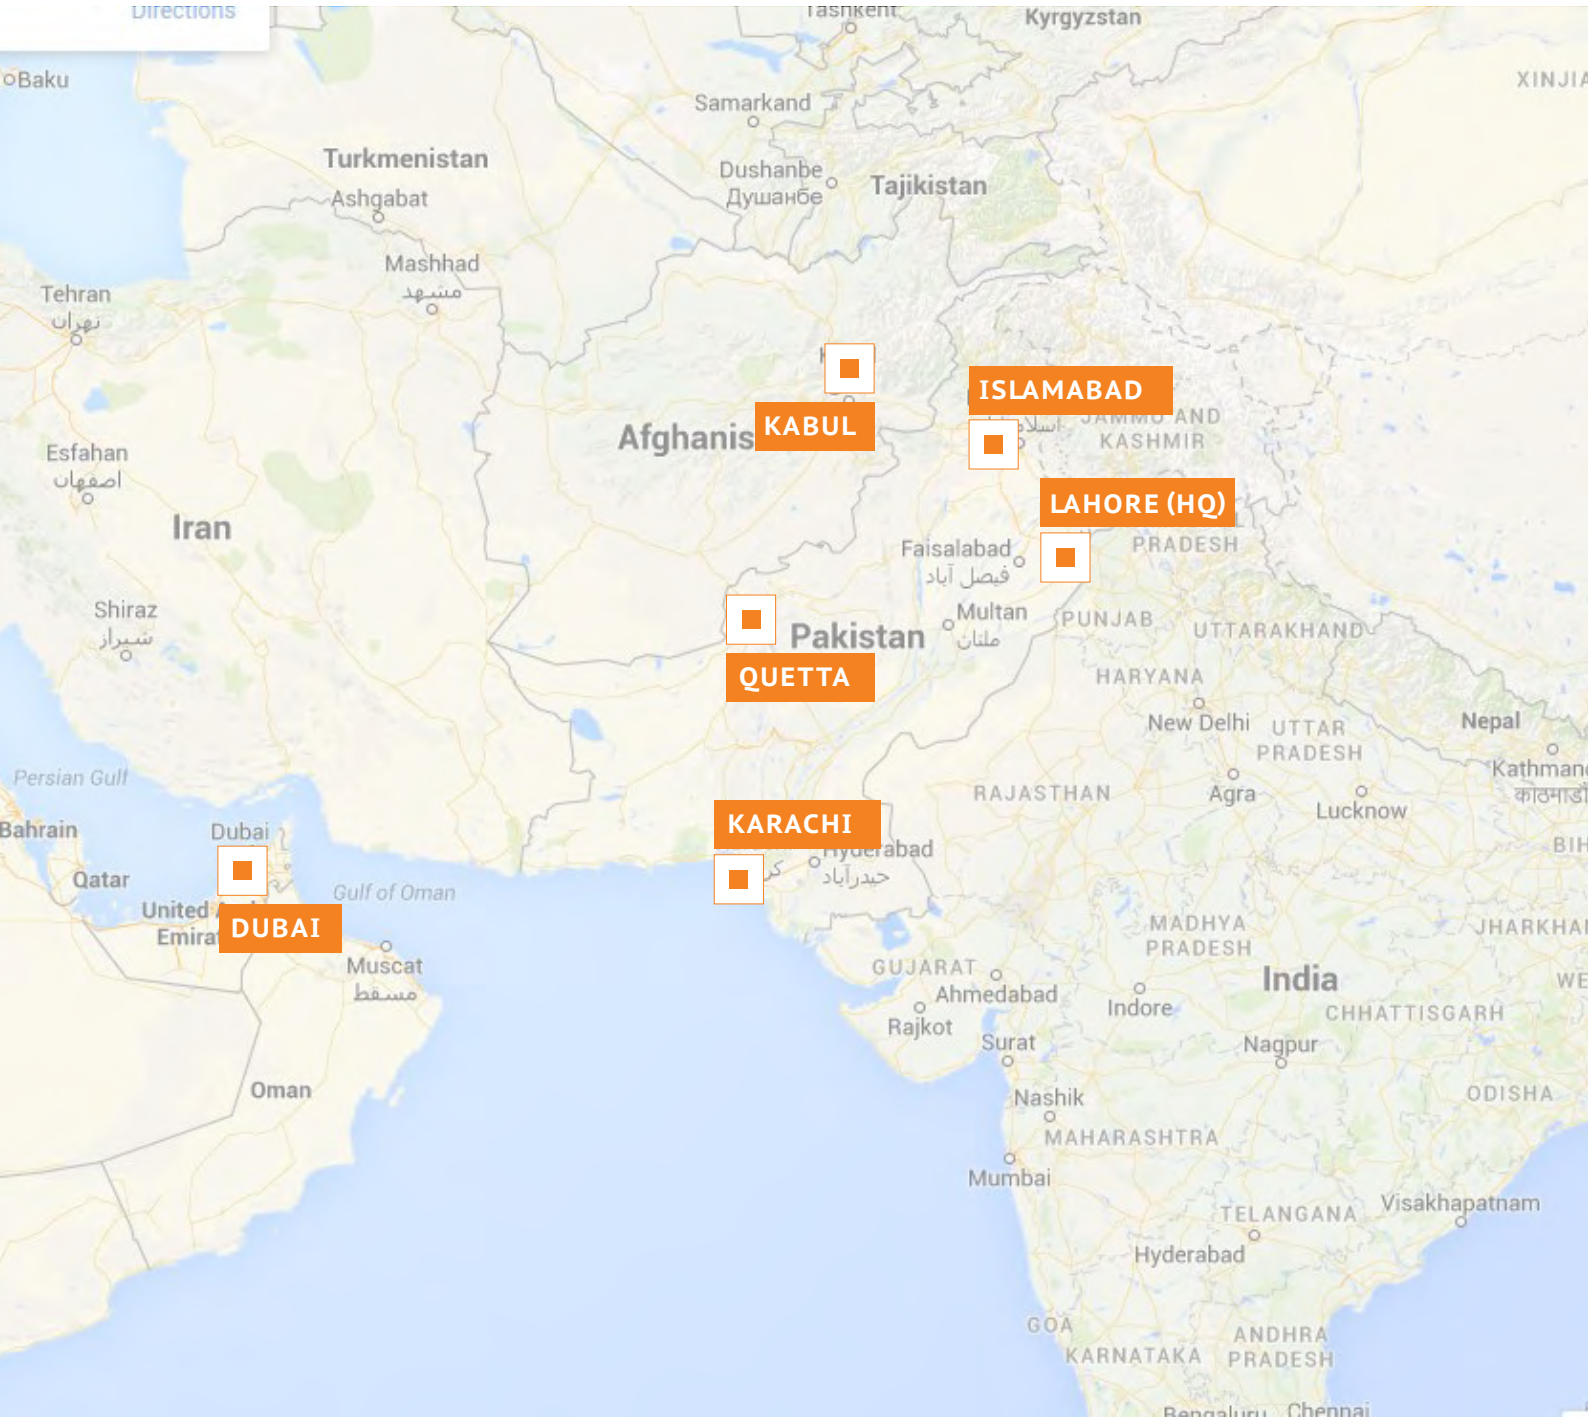 Directions
Tashkent
Kyrgyzstan
Baku
XINJIA
Samarkand
Turkmenistan
Dushanbe
Душанбе
Tajikistan
Ashgabat
Mashhad
مشهد
Tehran
تهران
ISLAMABAD
JAMMU AND
KASHMIR
KABUL
Afghanis
Esfahan
اصفهان
LAHORE (HQ)
Iran
PRADESH
Faisalabad
فیصل آباد
Shiraz
شیراز
Multan
ملتان
PUNJAB
UTTARAKHAND
Pakistan
QUETTA
HARYANA
New Delhi
UTTAR
PRADESH
Nepal
Persian Gulf
Kathman
काठमाडौं
RAJASTHAN
Agra
Lucknow
KARACHI
Bahrain
Dubai
Hyderabad
حیدرآباد
BIH
Qatar
Gulf of Oman
United
Emira
DUBAI
MADHYA
PRADESH
JHARKHA
Muscat
مسقط
GUJARAT
Ahmedabad
India
WE
Indore
Rajkot
CHHATTISGARH
Surat
Nagpur
Oman
Nashik
ODISHA
MAHARASHTRA
Mumbai
Visakhapatnam
TELANGANA
Hyderabad
GOA
ANDHRA
PRADESH
KARNATAKA
Bengaluru
Chennai